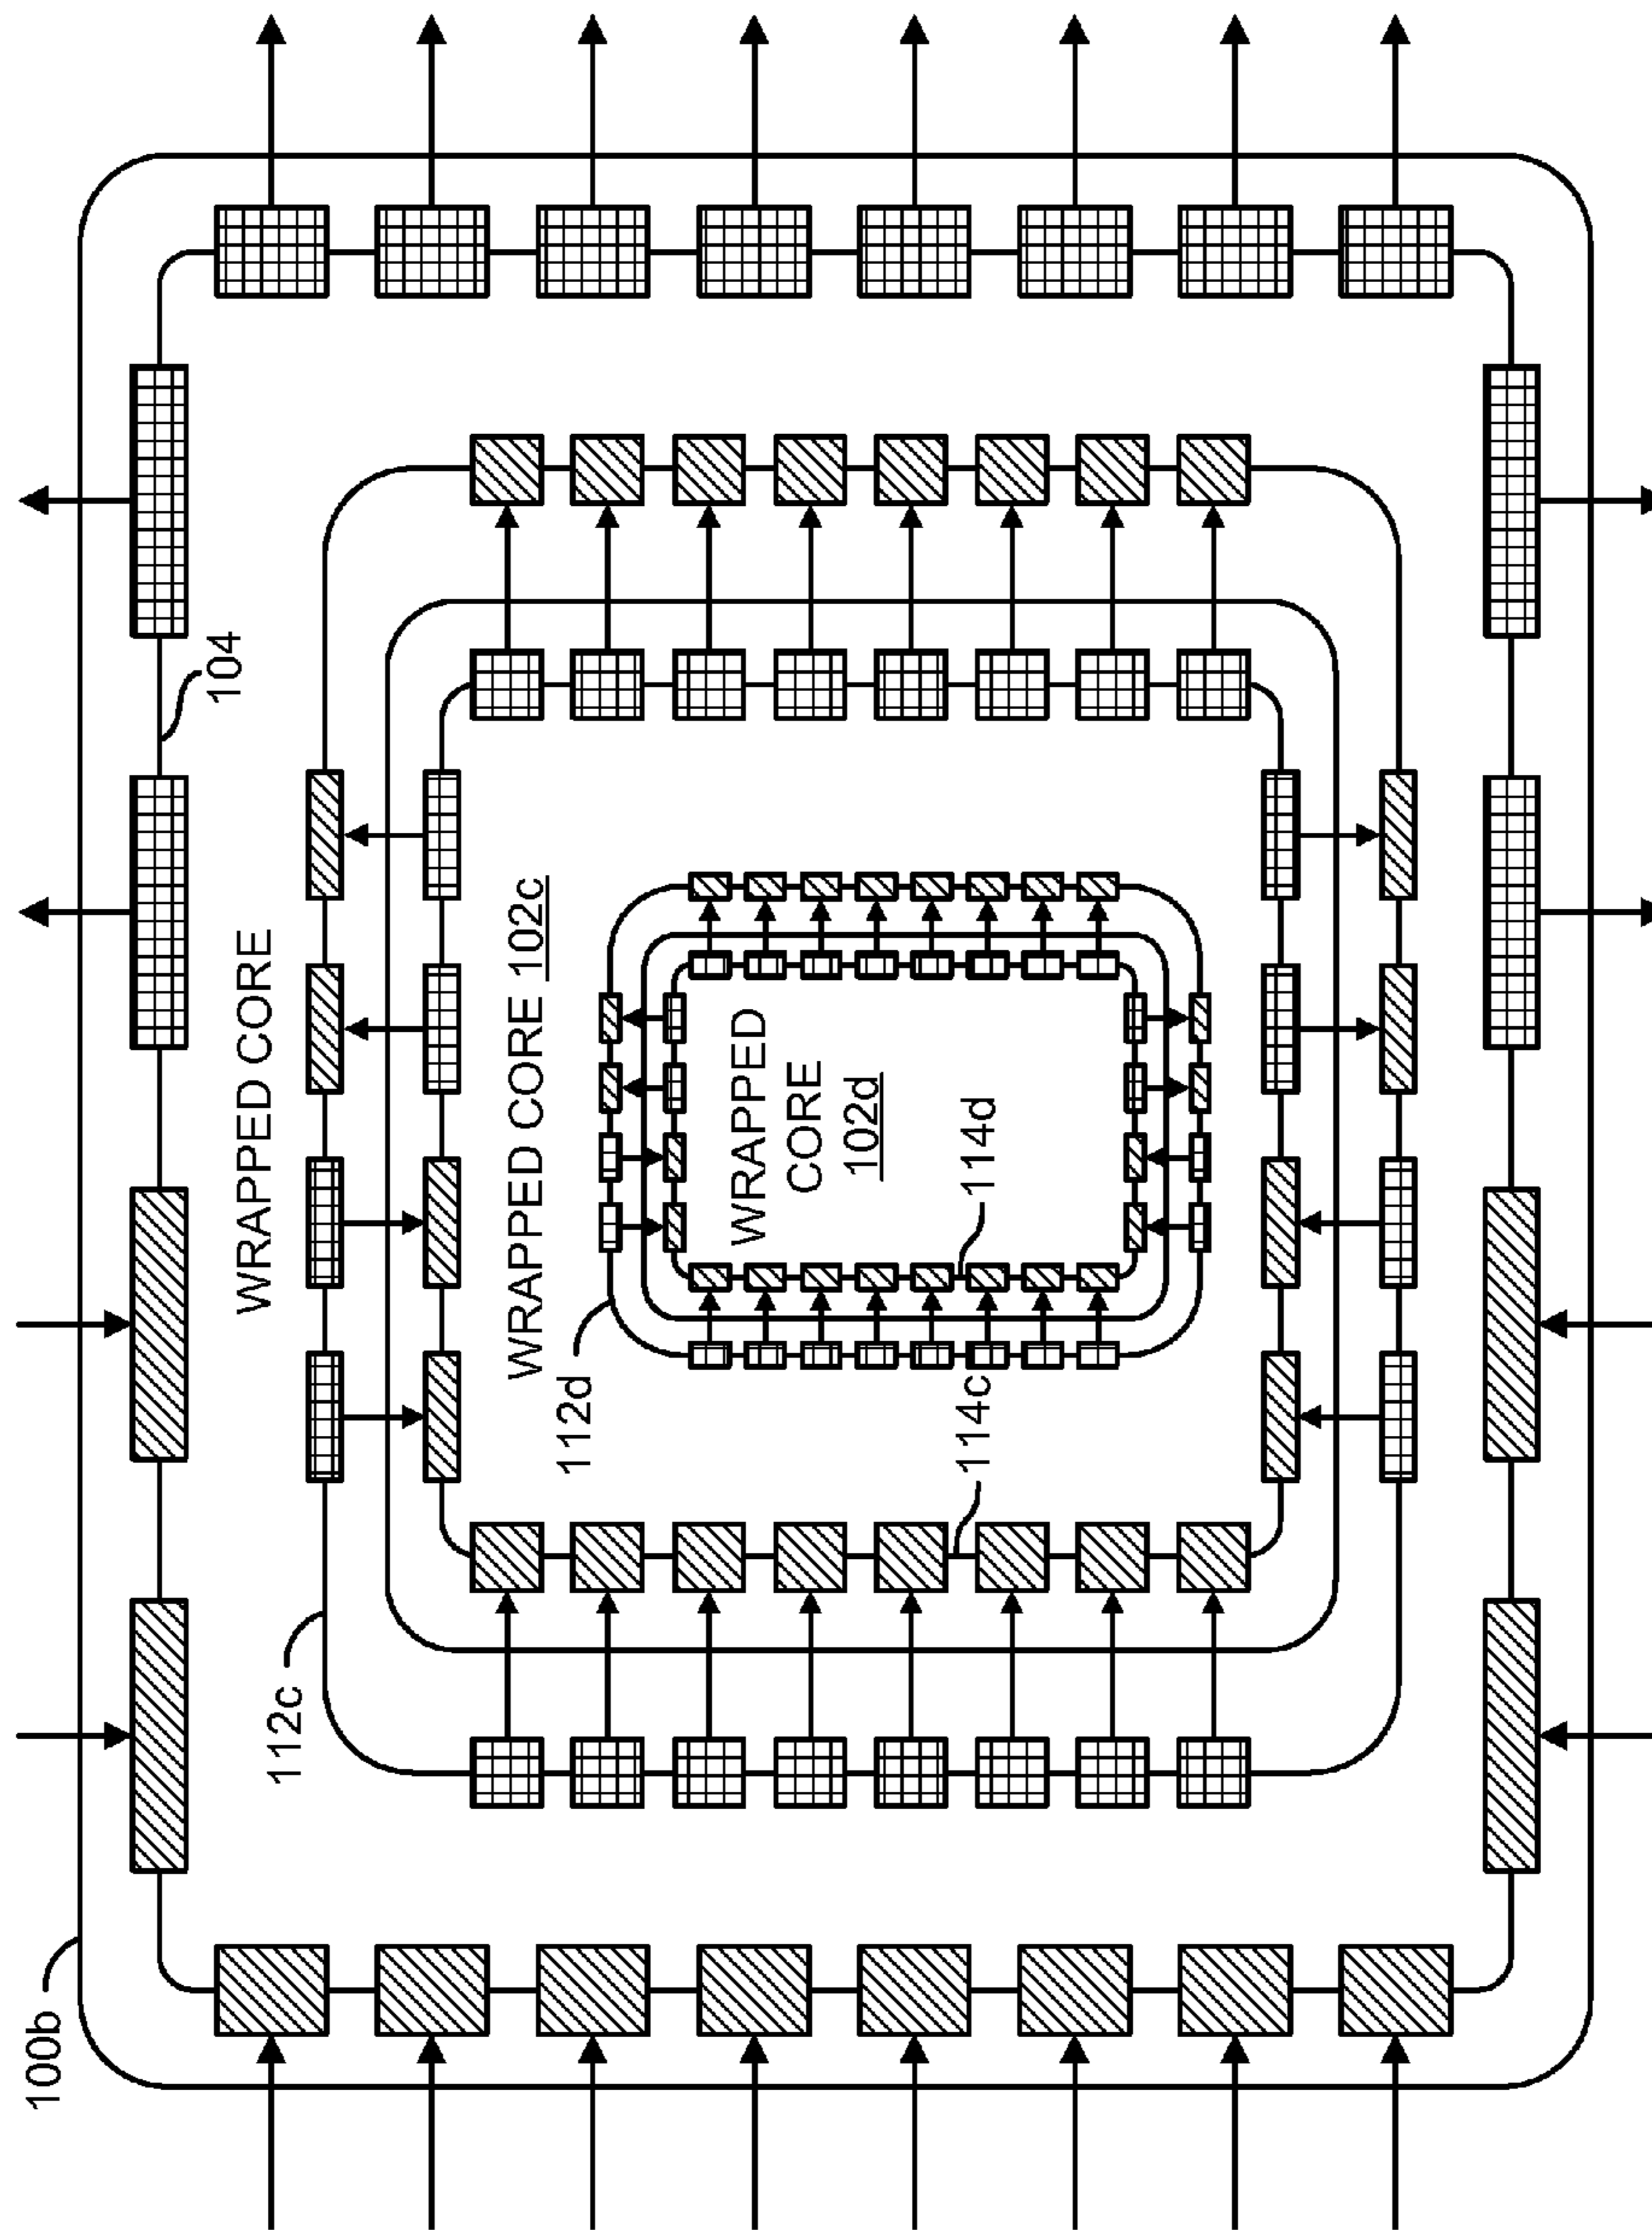 100b
104
WRAPPED CORE
112c
WRAPPED CORE 102c
112d
114c
WRAPPED
CORE
102d
114d